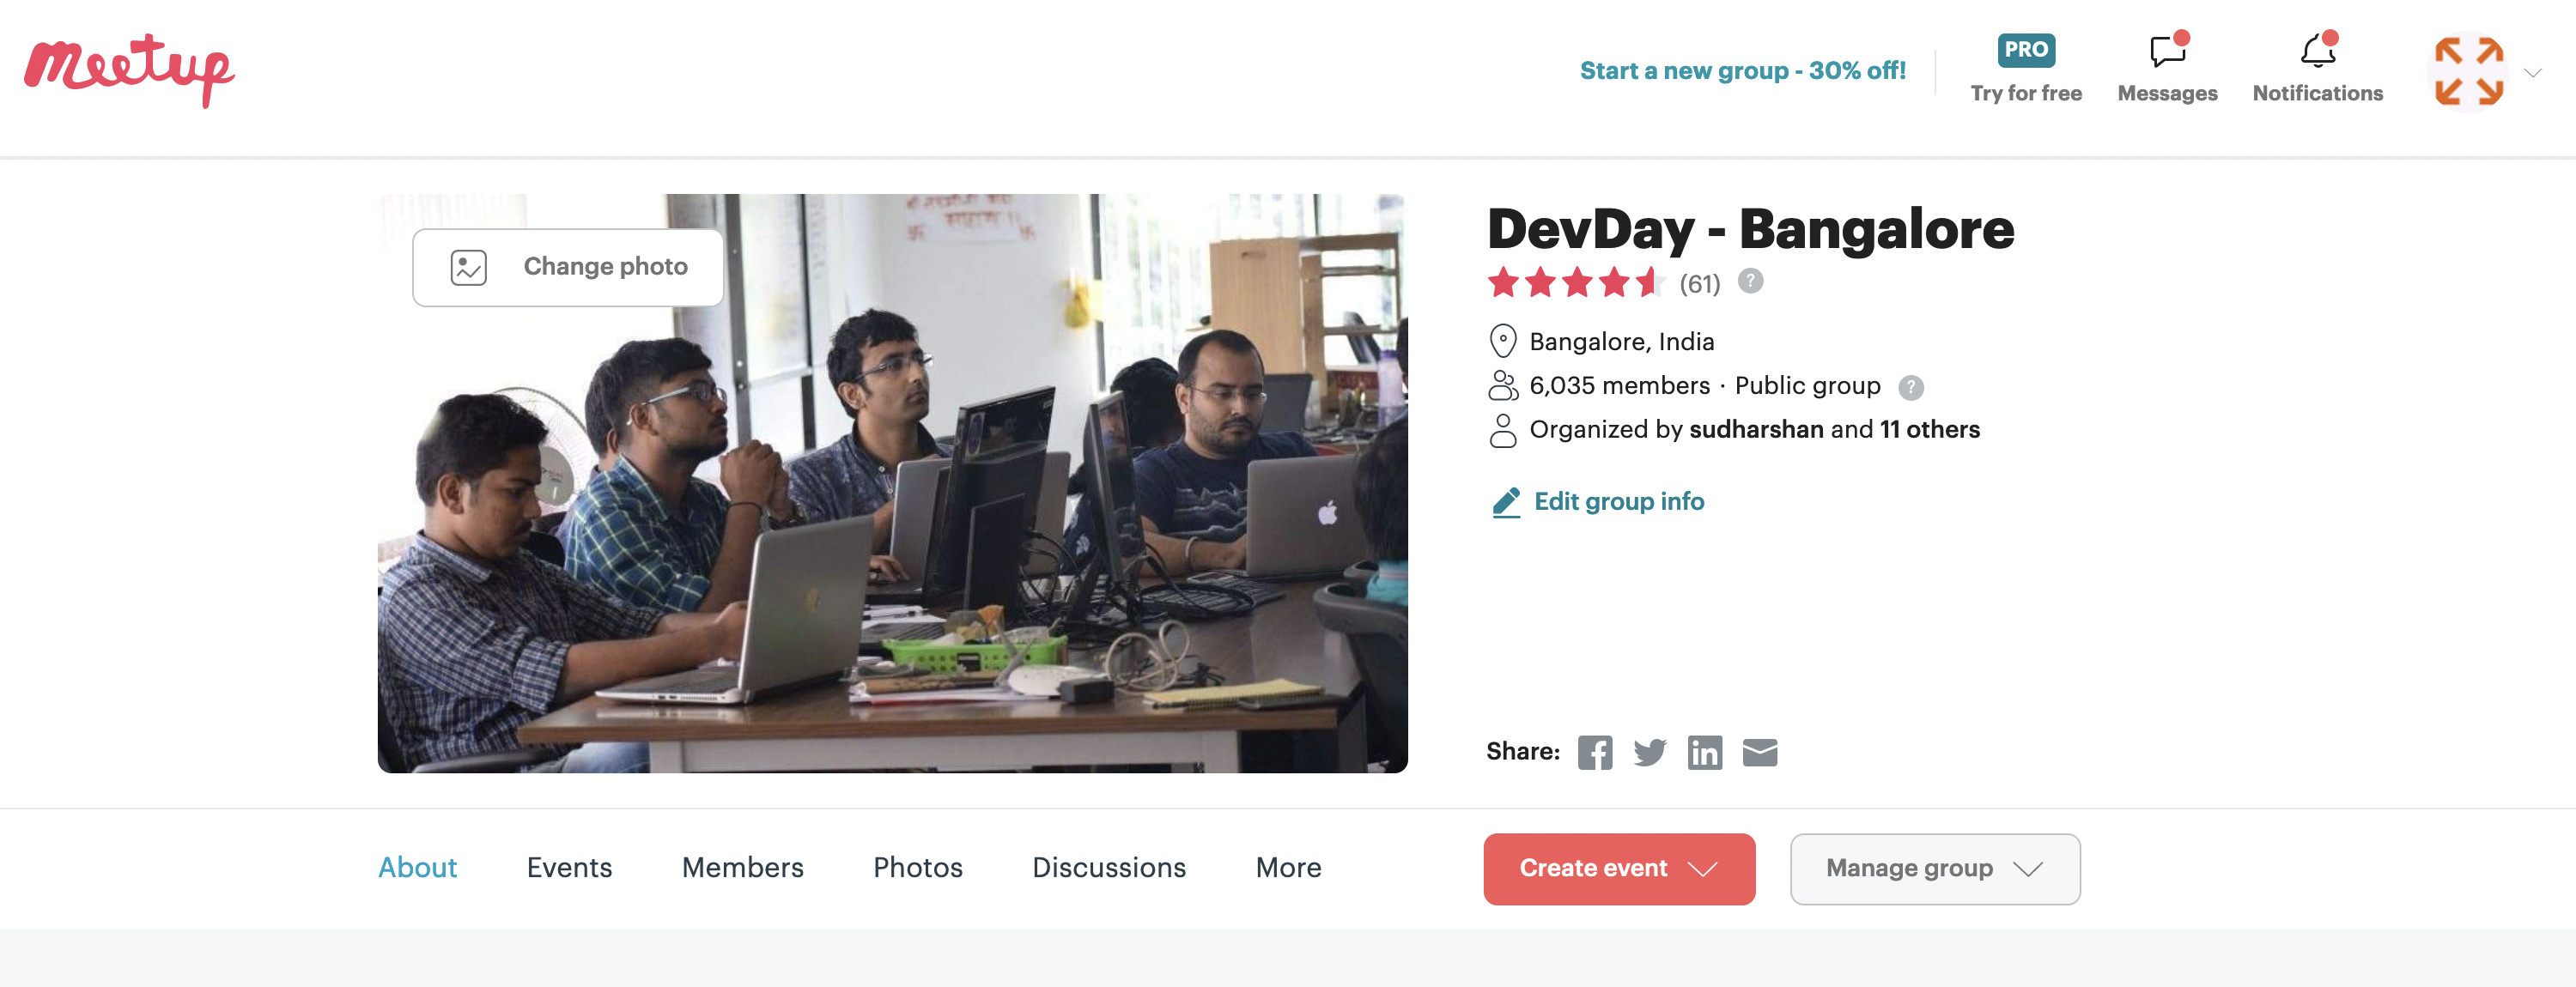 Meetup
Start a new group - 30% off!
PRO
Try for free
Messages
Notifications
Change photo
DevDay - Bangalore
(61) ?
Bangalore, India
6,035 members · Public group ?
Organized by sudharshan and 11 others
Edit group info
Share:
About Events Members Photos Discussions More
Create event
Manage group